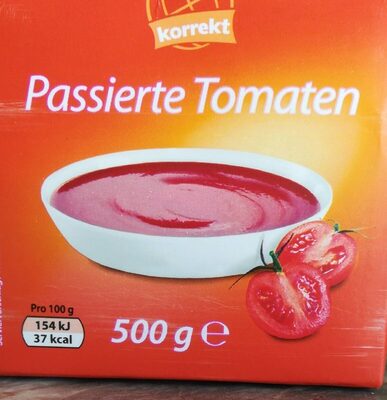 korrekt
Passierte Tomaten
Pro 100 g
154 kJ
37 kcal
500 g ℮